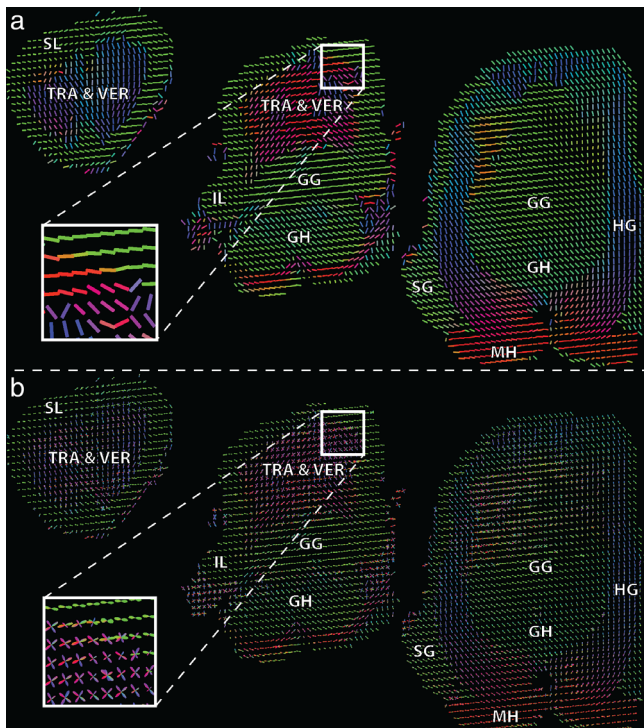 a
SL
TRA & VER
TRA & VER
GG
IL
GH
GG
HG
GH
SG
MH
b
SL
TRA & VER
TRA & VER
GG
IL
GH
GG
HG
GH
SG
MH